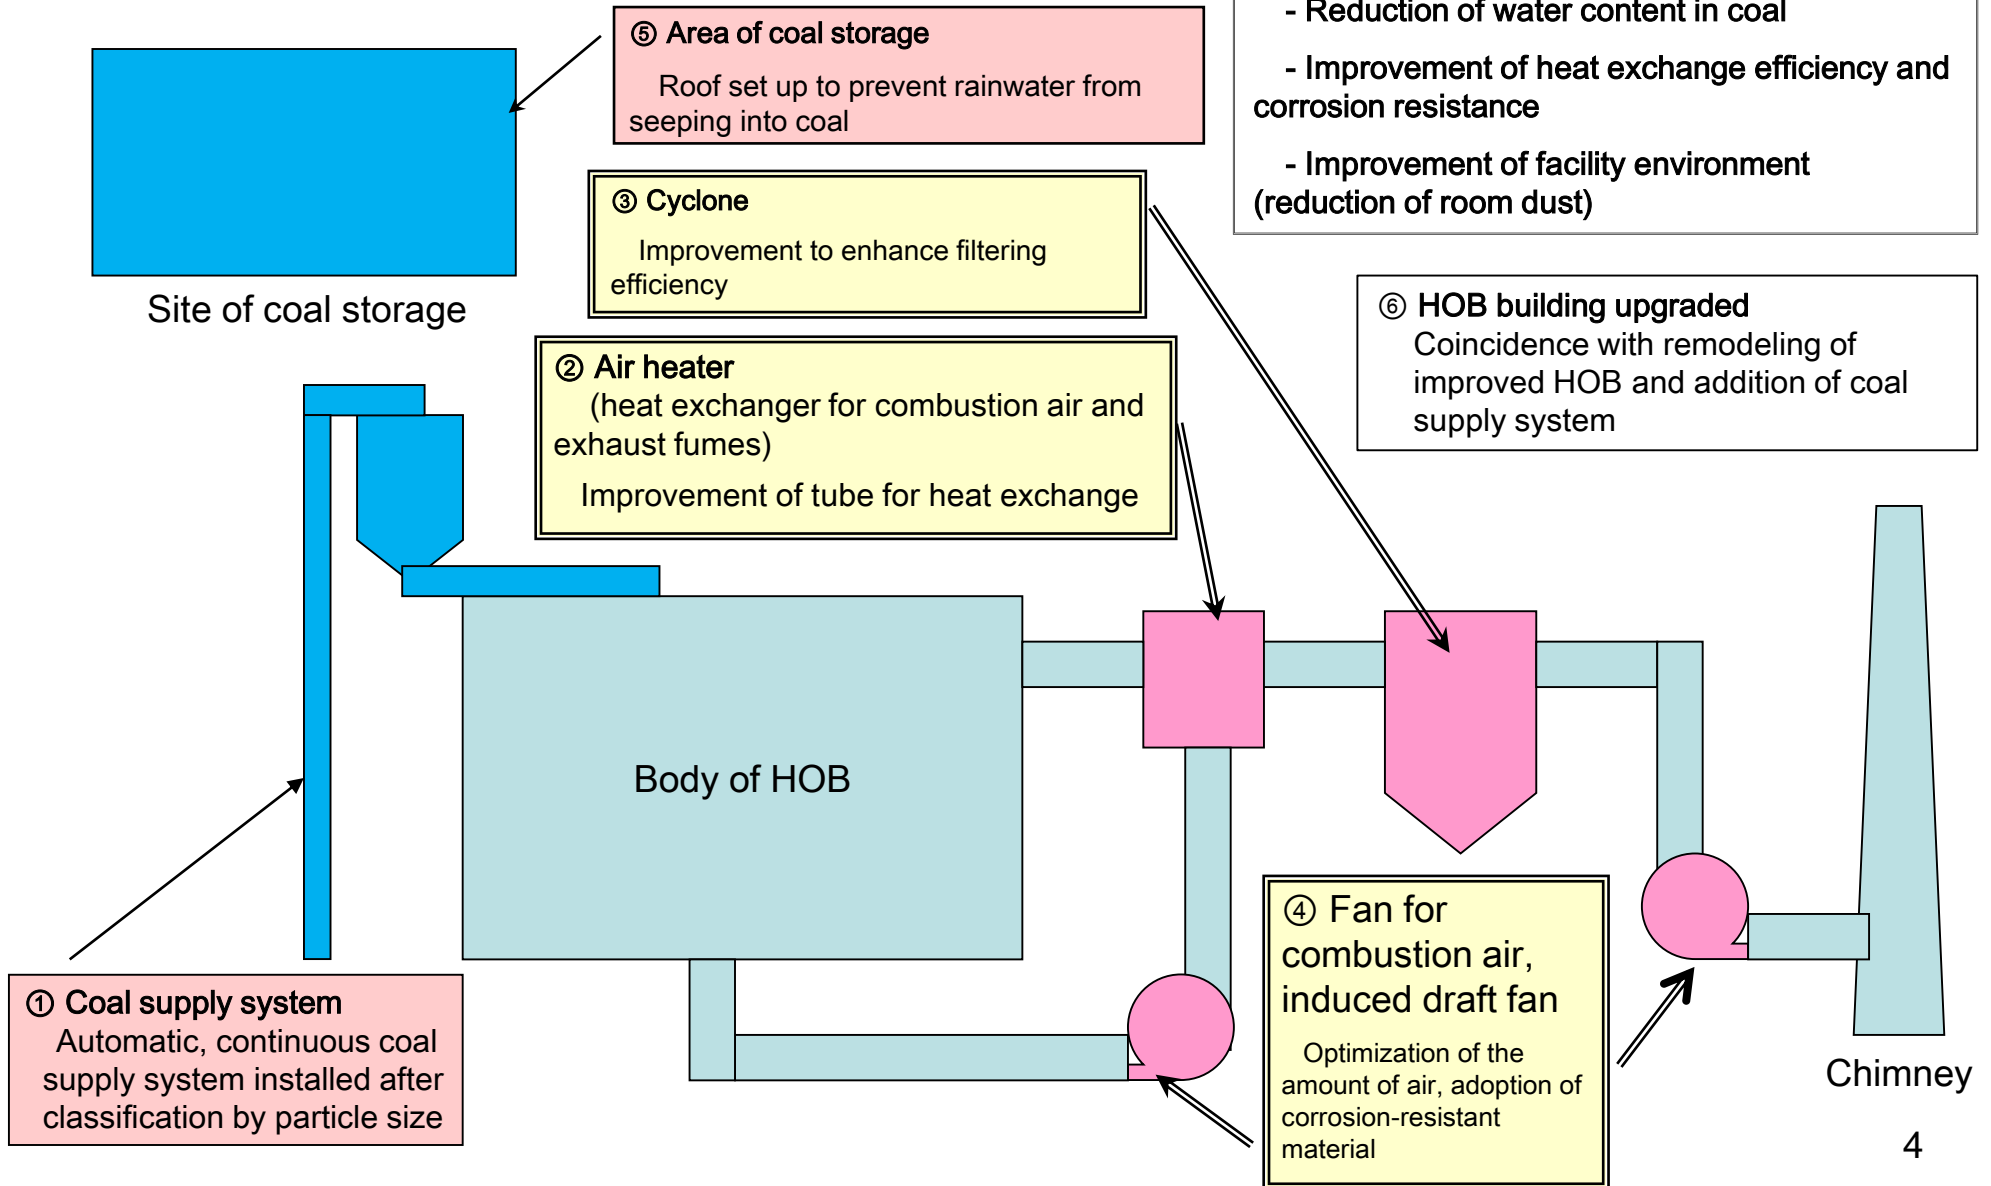 ⑤ Area of coal storage
Roof set up to prevent rainwater from
seeping into coal
- Reduction of water content in coal
- Improvement of heat exchange efficiency and
corrosion resistance
- Improvement of facility environment
(reduction of room dust)
③ Cyclone
Improvement to enhance filtering
efficiency
Site of coal storage
⑥ HOB building upgraded
Coincidence with remodeling of
improved HOB and addition of coal
supply system
② Air heater
(heat exchanger for combustion air and
exhaust fumes)
Improvement of tube for heat exchange
Body of HOB
④ Fan for
combustion air,
induced draft fan
Optimization of the
amount of air, adoption of
corrosion-resistant
material
① Coal supply system
Automatic, continuous coal
supply system installed after
classification by particle size
Chimney
4